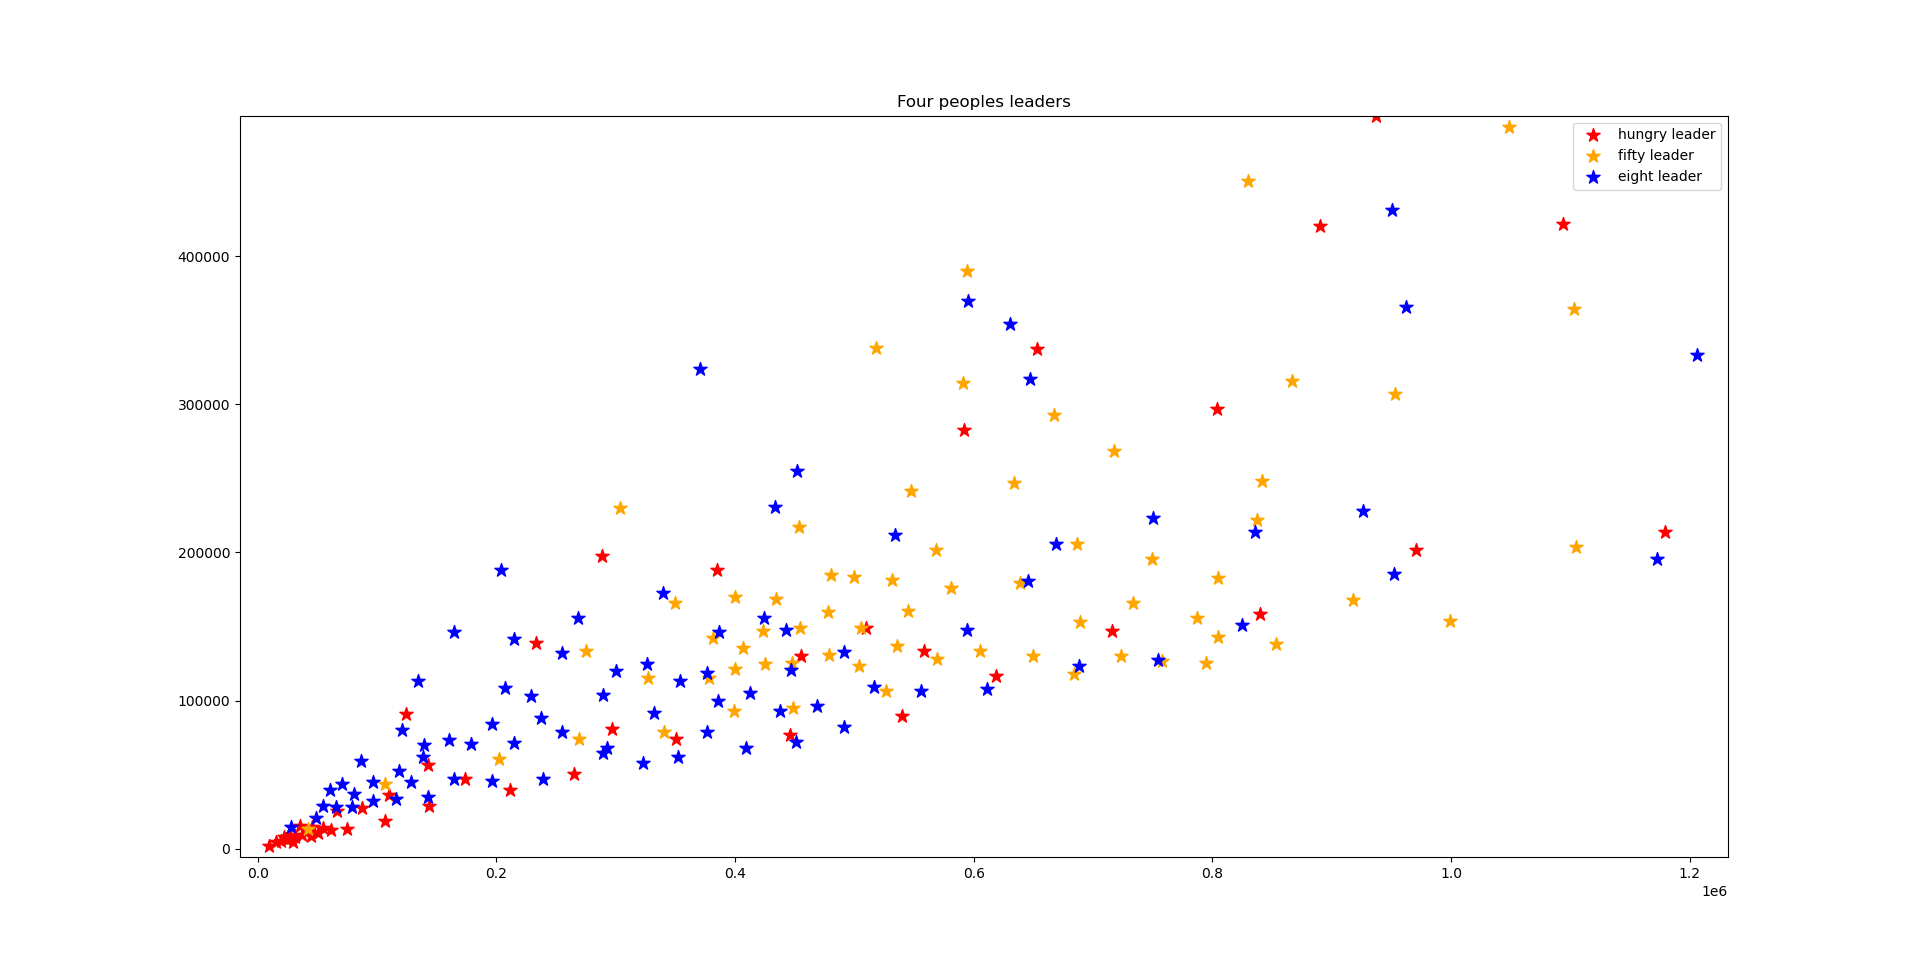 Four peoples leaders
hungry leader
fifty leader
eight leader
400000
300000
200000
100000
0
0.0 0.2 0.4 0.6 0.8 1.0 1.2
1e6